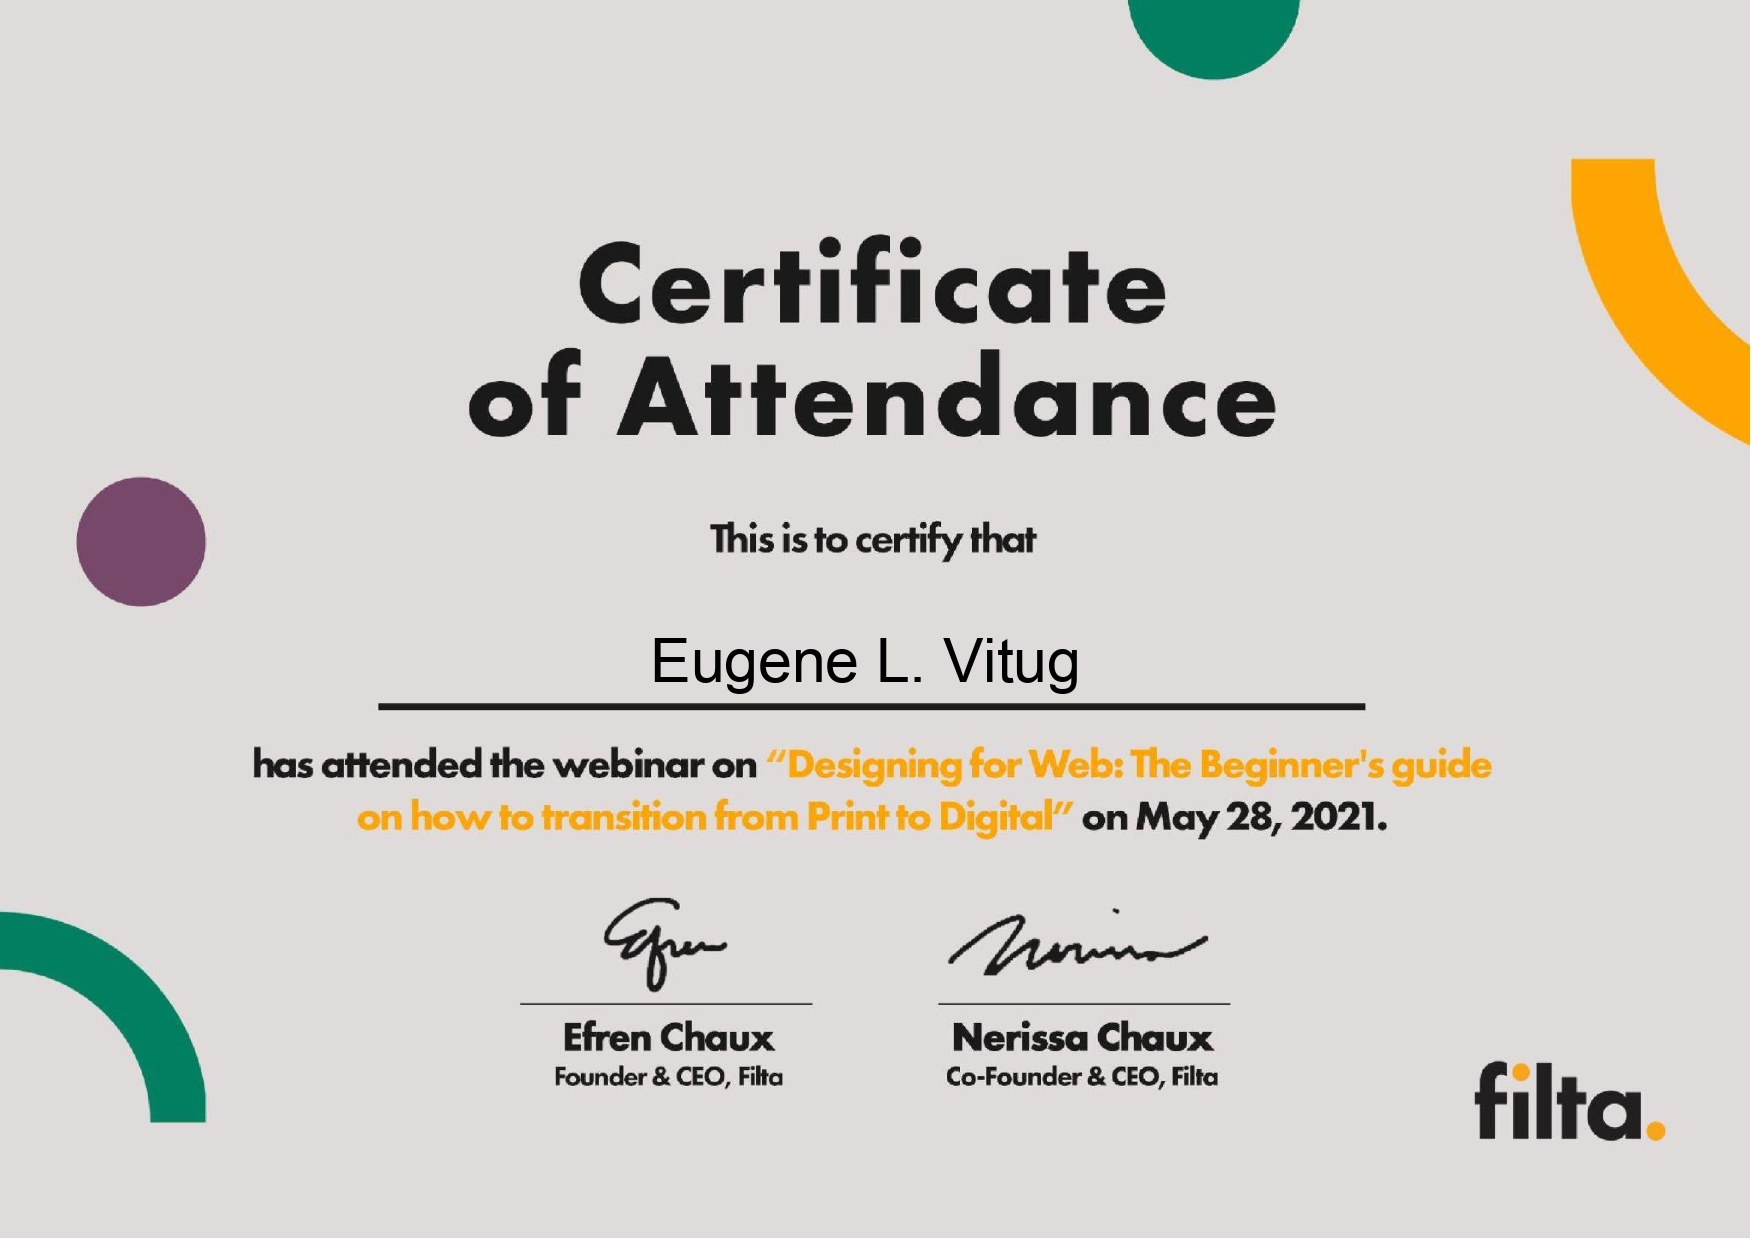 Certificate
of Attendance
This is to certify that
Eugene L. Vitug
has attended the webinar on “Designing for Web: The Beginner's guide
on how to transition from Print to Digital” on May 28, 2021.
Efren
Nerissa
Efren Chaux
Founder & CEO, Filta
Nerissa Chaux
Co-Founder & CEO, Filta
filta.